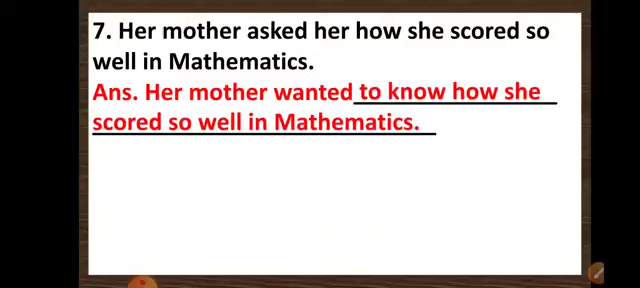 7. Her mother asked her how she scored so
well in Mathematics.
Ans. Her mother wanted to know how she
scored so well in Mathematics.